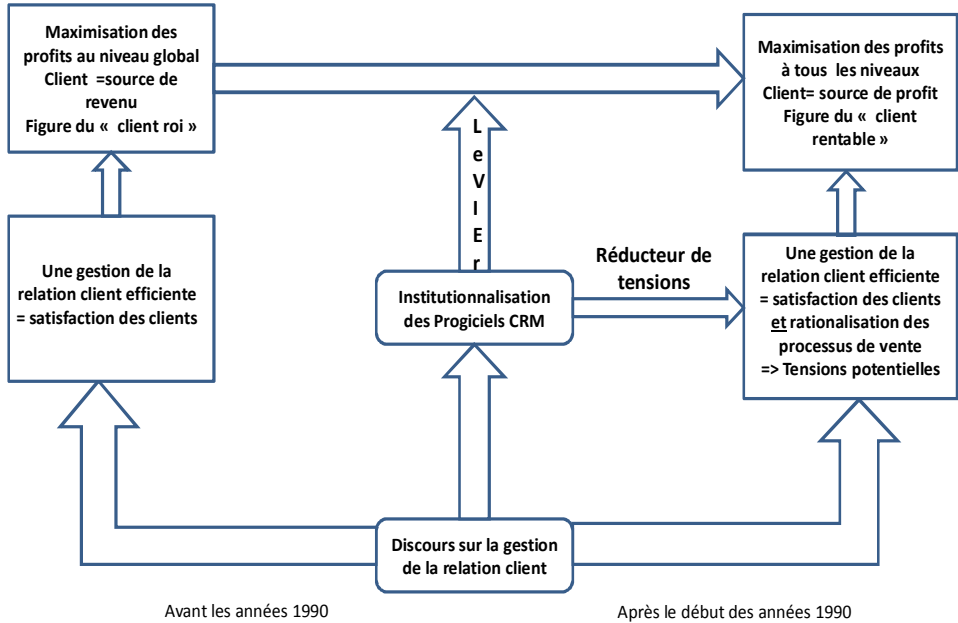 Maximisation des
profits au niveau global
Client =source de
revenu
Figure du « client roi »
Maximisation des profits
à tous les niveaux
Client= source de profit
Figure du « client
rentable »
L
e
V
I
E
r
Une gestion de la
relation client efficiente
= satisfaction des clients
Réducteur de
tensions
Une gestion de la
relation client efficiente
= satisfaction des clients
et rationalisation des
processus de vente
=> Tensions potentielles
Institutionnalisation
des Progiciels CRM
Discours sur la gestion
de la relation client
Avant les années 1990
Après le début des années 1990